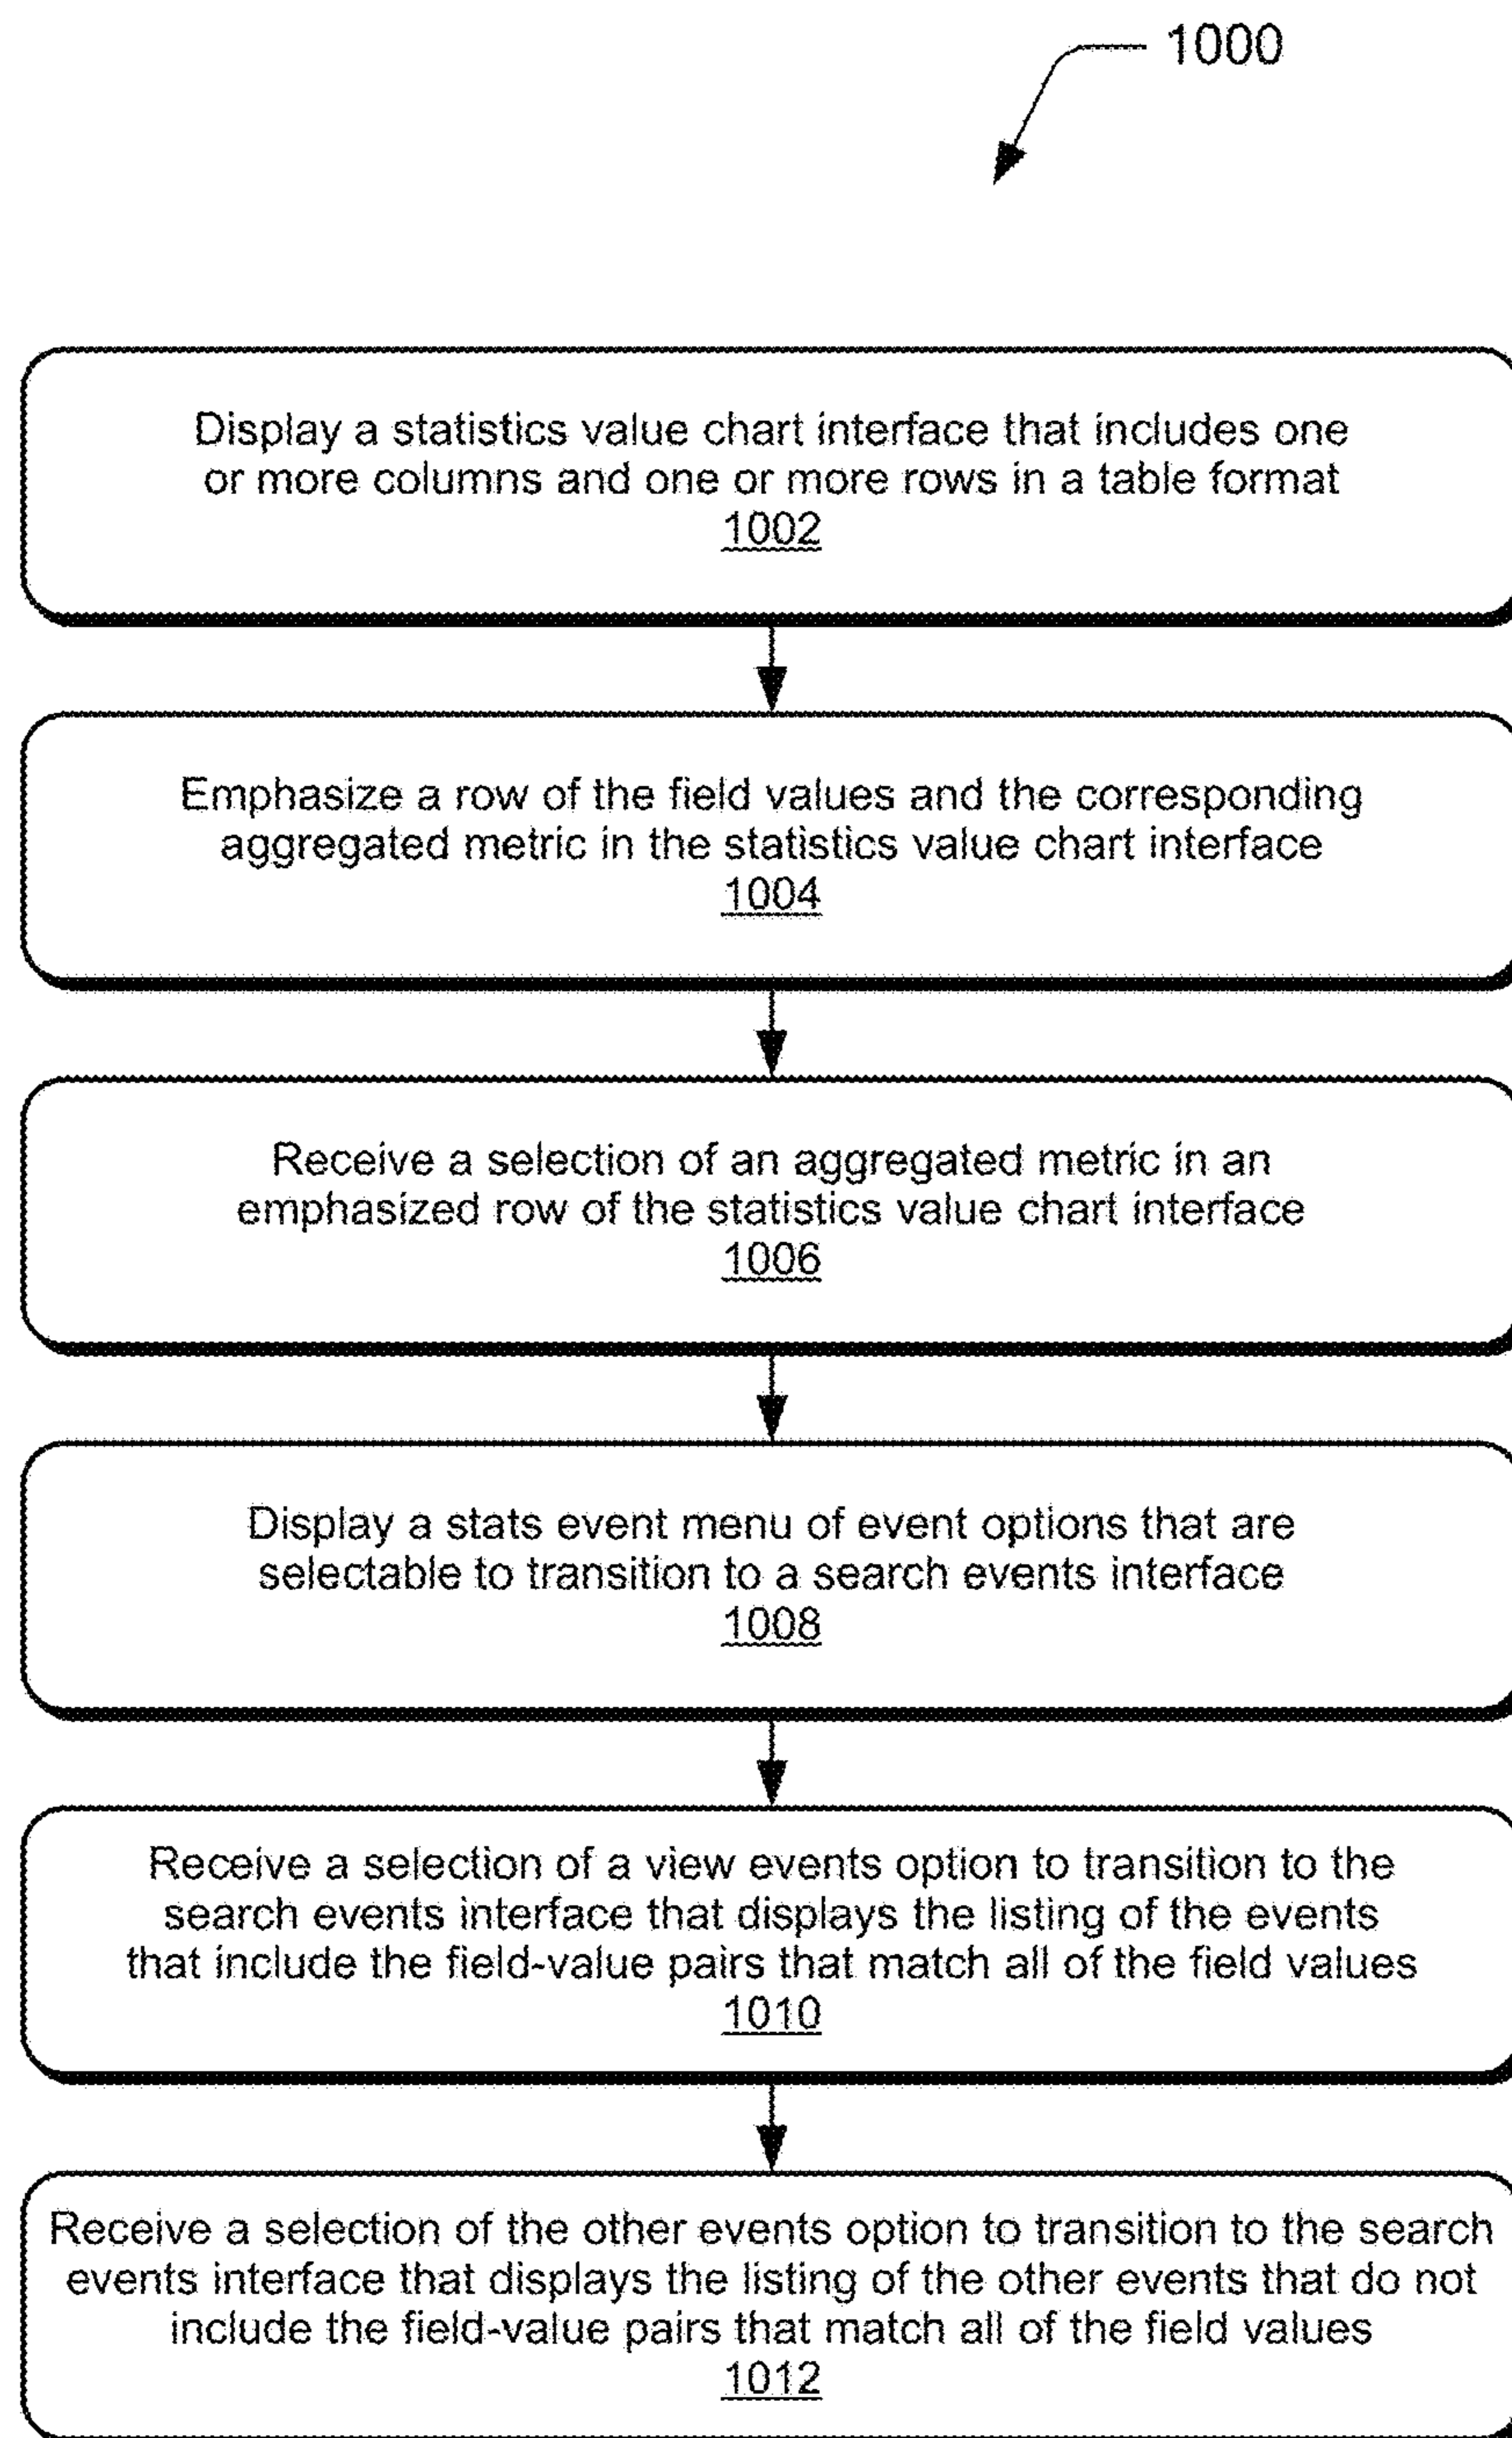 1000
Display a statistics value chart interface that includes one
or more columns and one or more rows in a table format
1002
Emphasize a row of the field values and the corresponding
aggregated metric in the statistics value chart interface
1004
Receive a selection of an aggregated metric in an
emphasized row of the statistics value chart interface
1006
Display a stats event menu of event options that are
selectable to transition to a search events interface
1008
Receive a selection of a view events option to transition to the
search events interface that displays the listing of the events
that include the field-value pairs that match all of the field values
1010
Receive a selection of the other events option to transition to the search
events interface that displays the listing of the other events that do not
include the field-value pairs that match all of the field values
1012